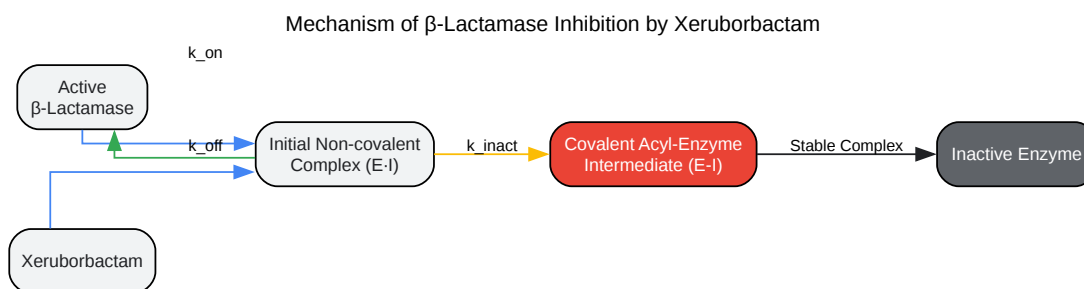 Mechanism of β-Lactamase Inhibition by Xeruborbactam
k_on
Active
β-Lactamase
k_off
Initial Non-covalent
Complex (E·I)
k_inact
Covalent Acyl-Enzyme
Intermediate (E-I)
Stable Complex
Inactive Enzyme
Xeruborbactam